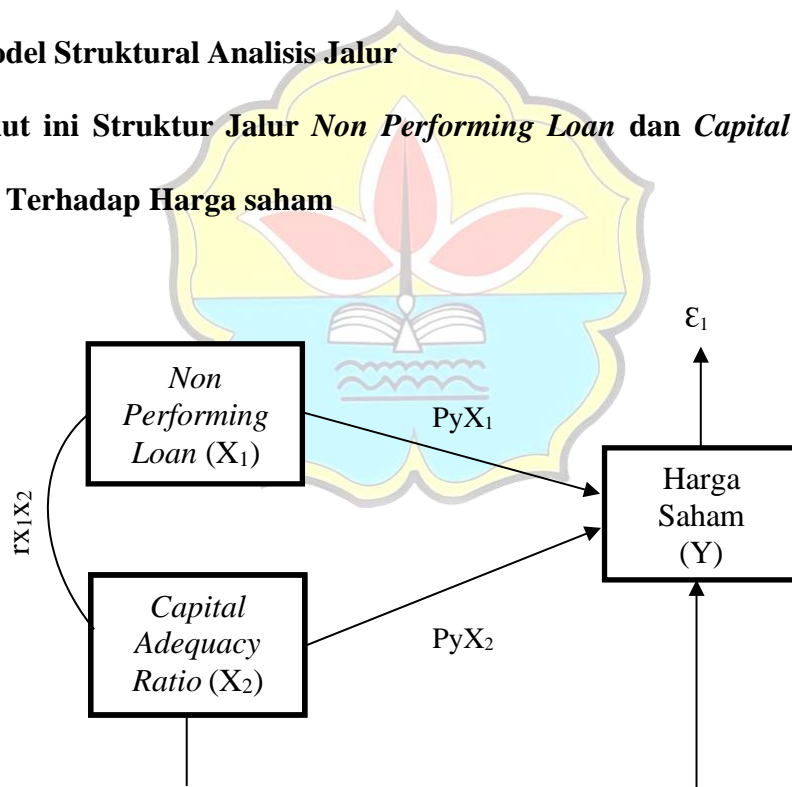 odel Struktural Analisis Jalur
ut ini Struktur Jalur Non Performing Loan dan Capital
Terhadap Harga saham
Ɛ₁
Non
Performing
Loan (X₁)
PyX₁
Harga
Saham
(Y)
rx₁x₂
Capital
Adequacy
Ratio (X₂)
PyX₂